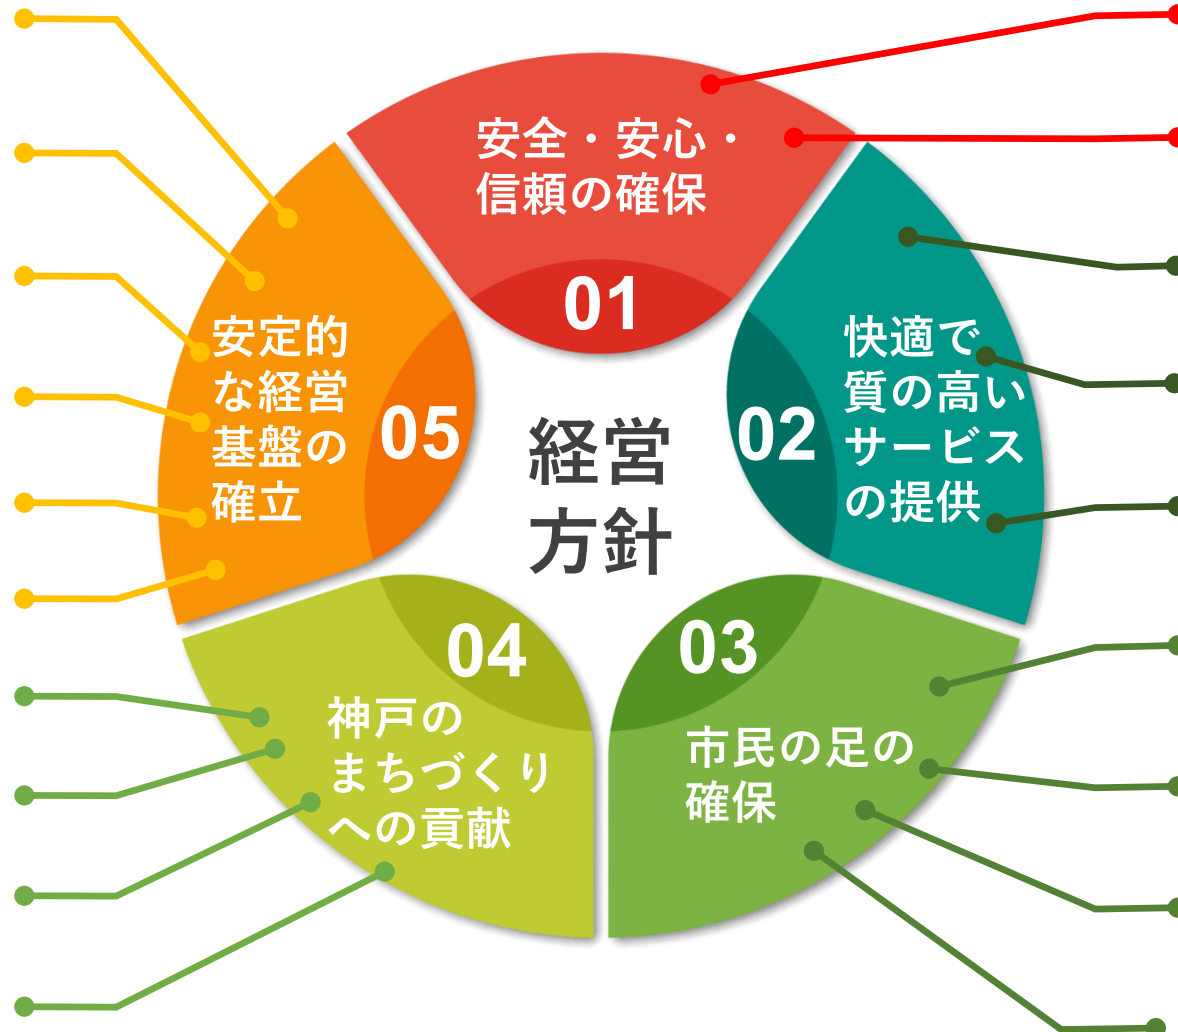 経営
方針
01
安全・安心・
信頼の確保
02
快適で
質の高い
サービス
の提供
03
市民の足の
確保
04
神戸の
まちづくり
への貢献
05
安定的
な経営
基盤の
確立